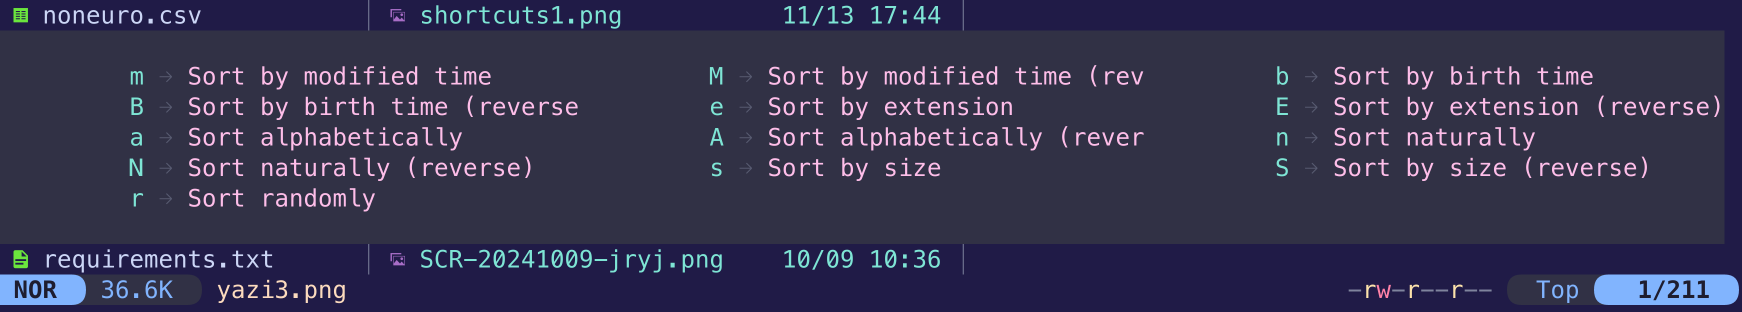 noneuro.csv shortcuts1.png 11/13 17:44
m → Sort by modified time M → Sort by modified time (rev b → Sort by birth time
B → Sort by birth time (reverse e → Sort by extension E → Sort by extension (reverse)
a → Sort alphabetically A → Sort alphabetically (rever n → Sort naturally
N → Sort naturally (reverse) s → Sort by size S → Sort by size (reverse)
r → Sort randomly
requirements.txt SCR-20241009-jryj.png 10/09 10:36
NOR 36.6K yazi3.png -rw-r--r-- Top 1/211